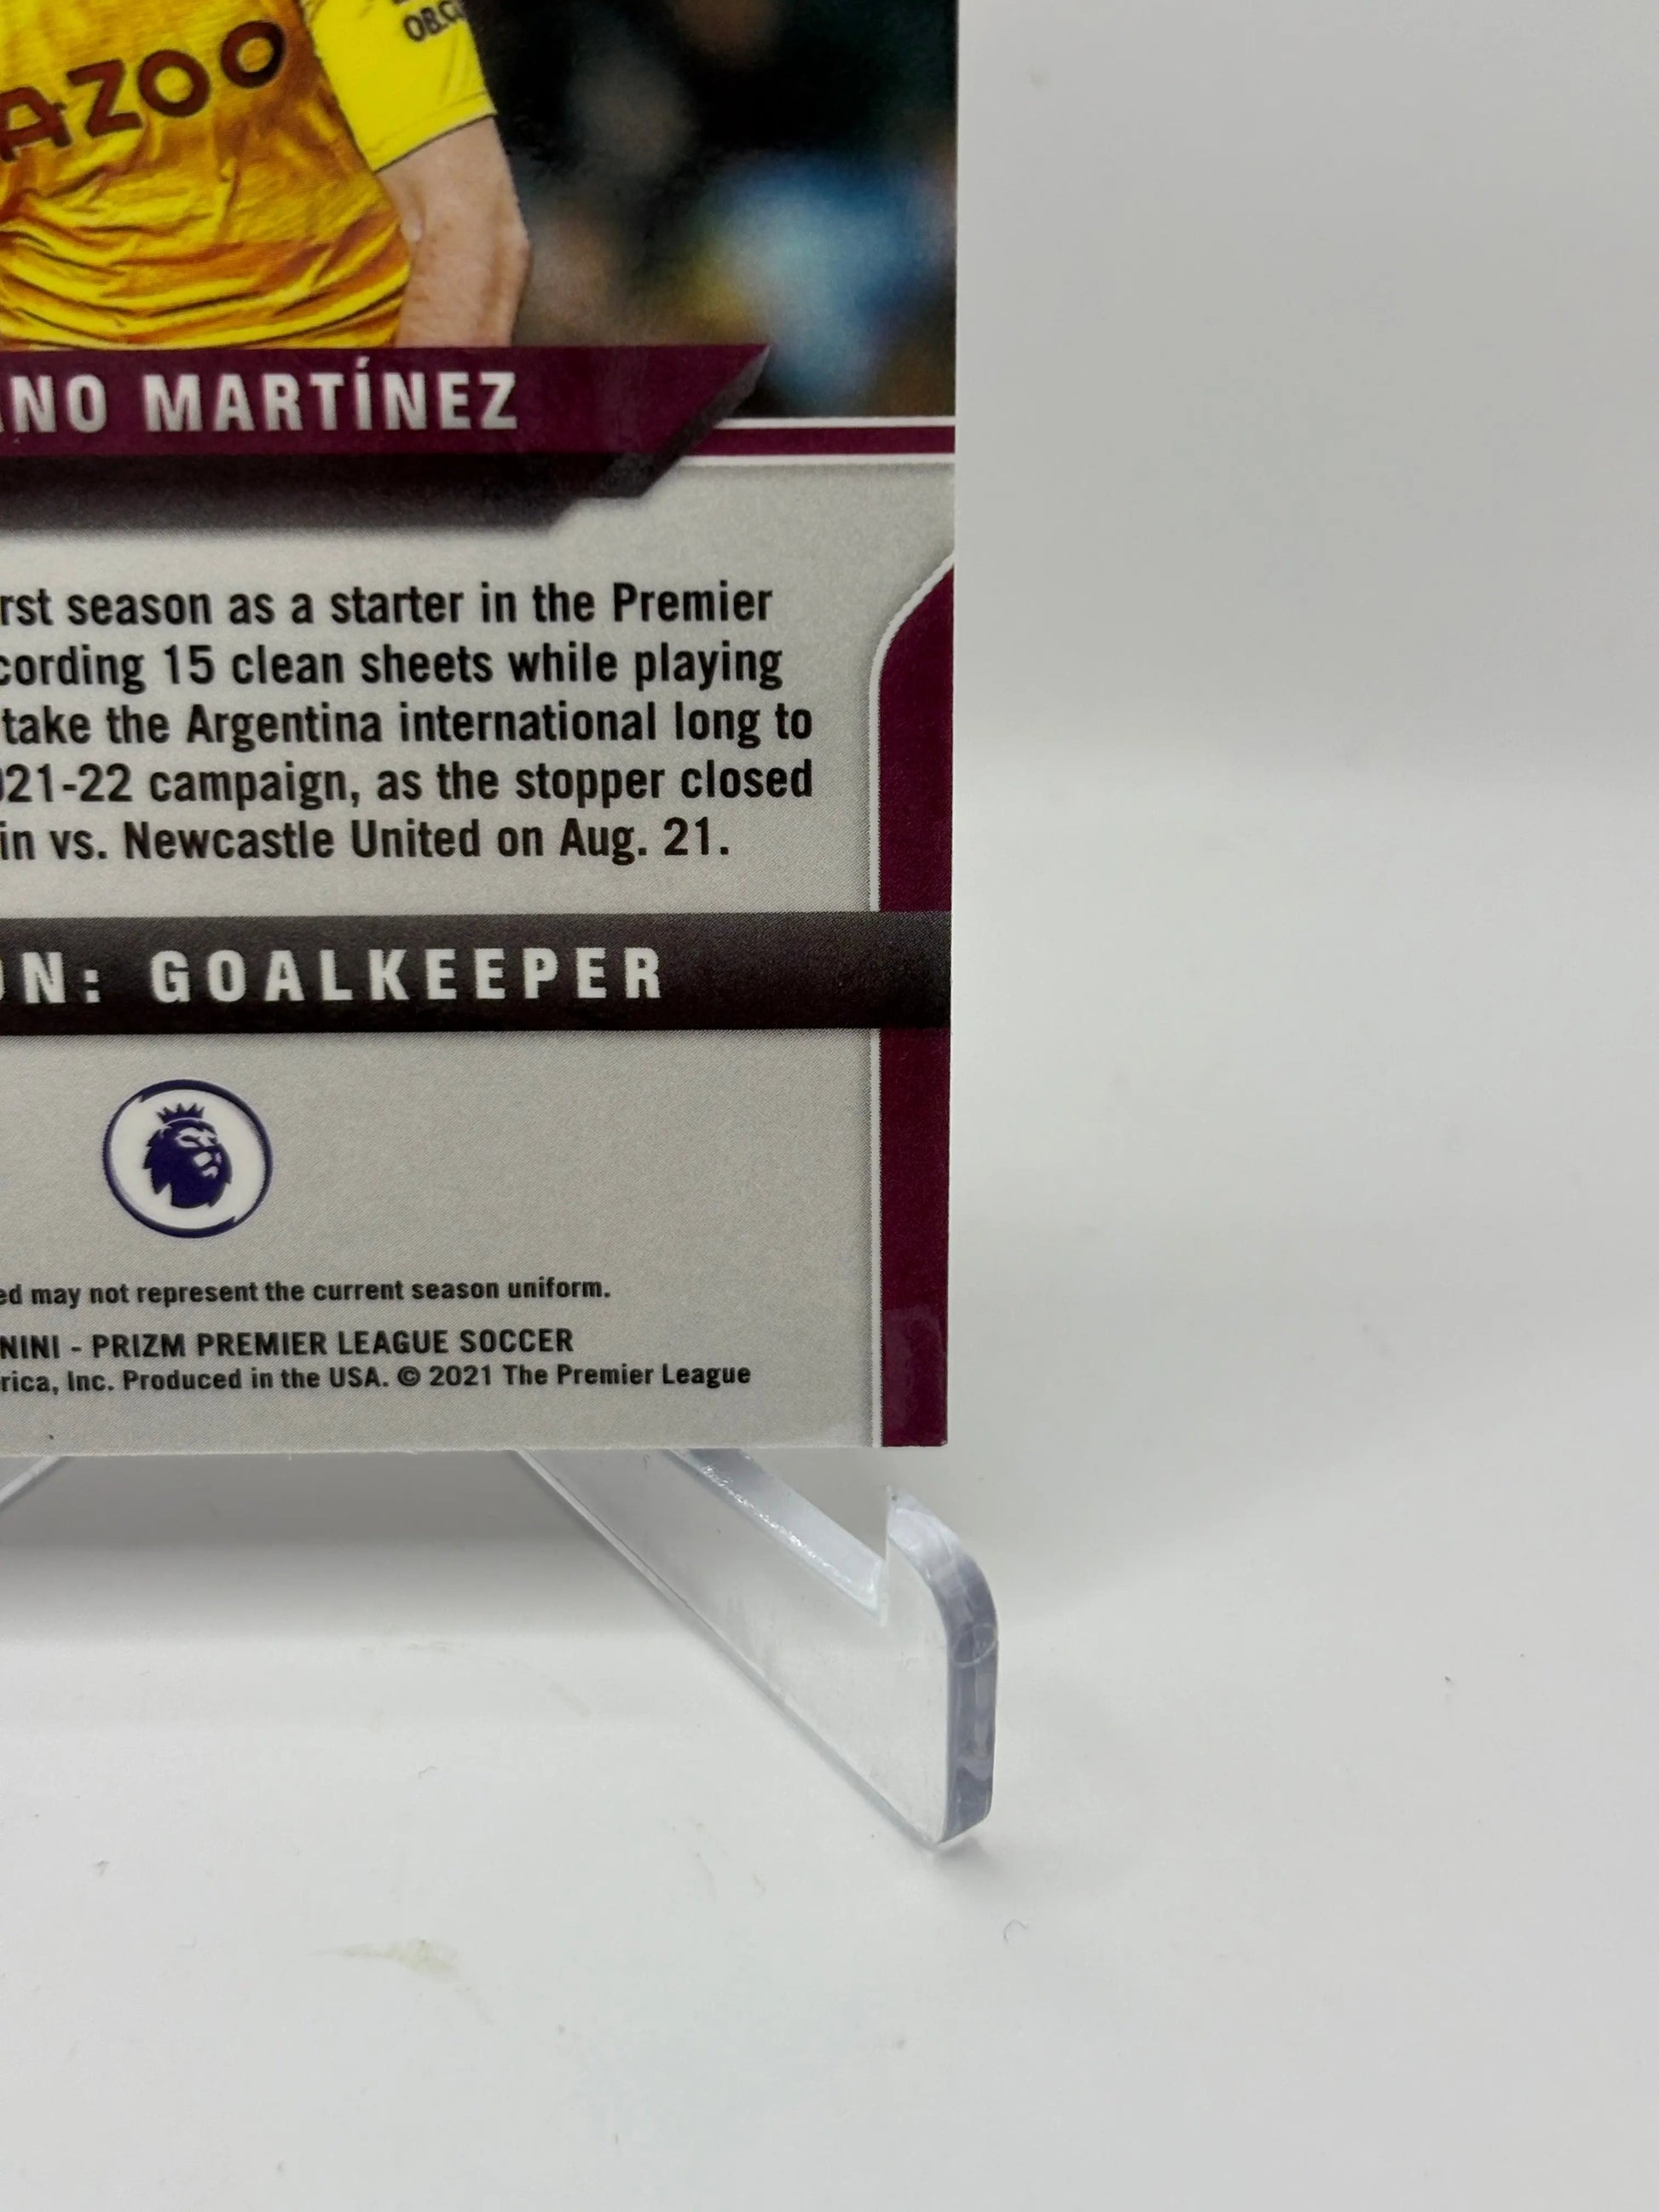 OB.C
AZOO
NO MARTÍNEZ
rst season as a starter in the Premier
cording 15 clean sheets while playing
take the Argentina international long to
021-22 campaign, as the stopper closed
in vs. Newcastle United on Aug. 21.
ON: GOALKEEPER
ed may not represent the current season uniform.
NINI - PRIZM PREMIER LEAGUE SOCCER
rica, Inc. Produced in the USA. © 2021 The Premier League